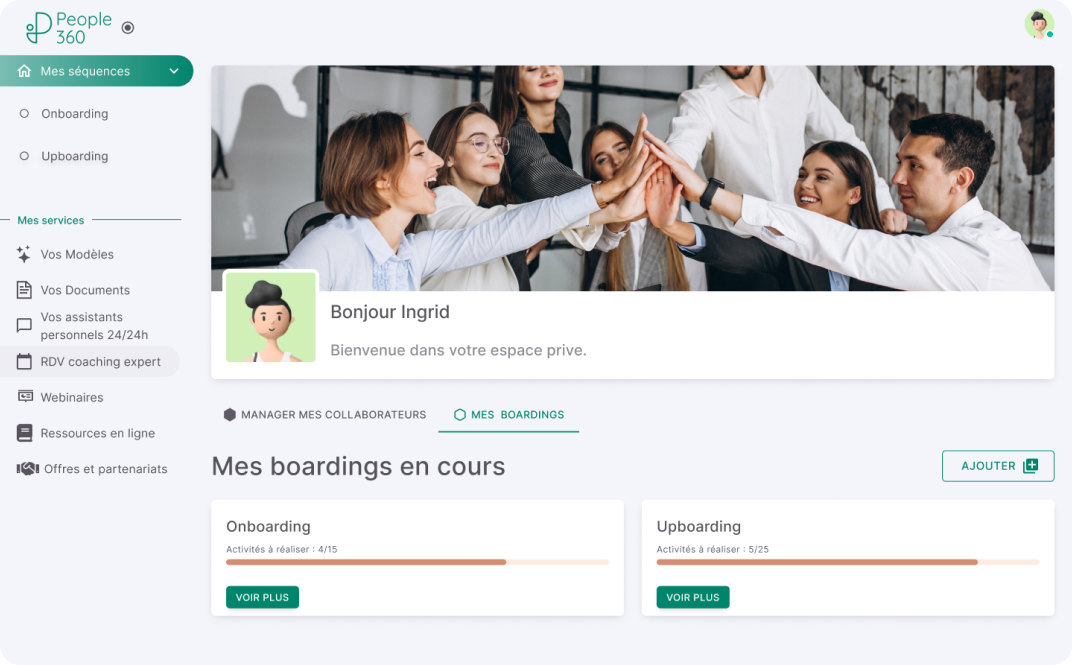 People
360
Mes séquences
Onboarding
Upboarding
Mes services
Vos Modèles
Vos Documents
Vos assistants
personnels 24/24h
RDV coaching expert
Webinaires
Ressources en ligne
Offres et partenariats
Bonjour Ingrid
Bienvenue dans votre espace prive.
MANAGER MES COLLABORATEURS
MES BOARDINGS
Mes boardings en cours
AJOUTER
Onboarding
Activités à réaliser : 4/15
VOIR PLUS
Upboarding
Activités à réaliser : 5/25
VOIR PLUS